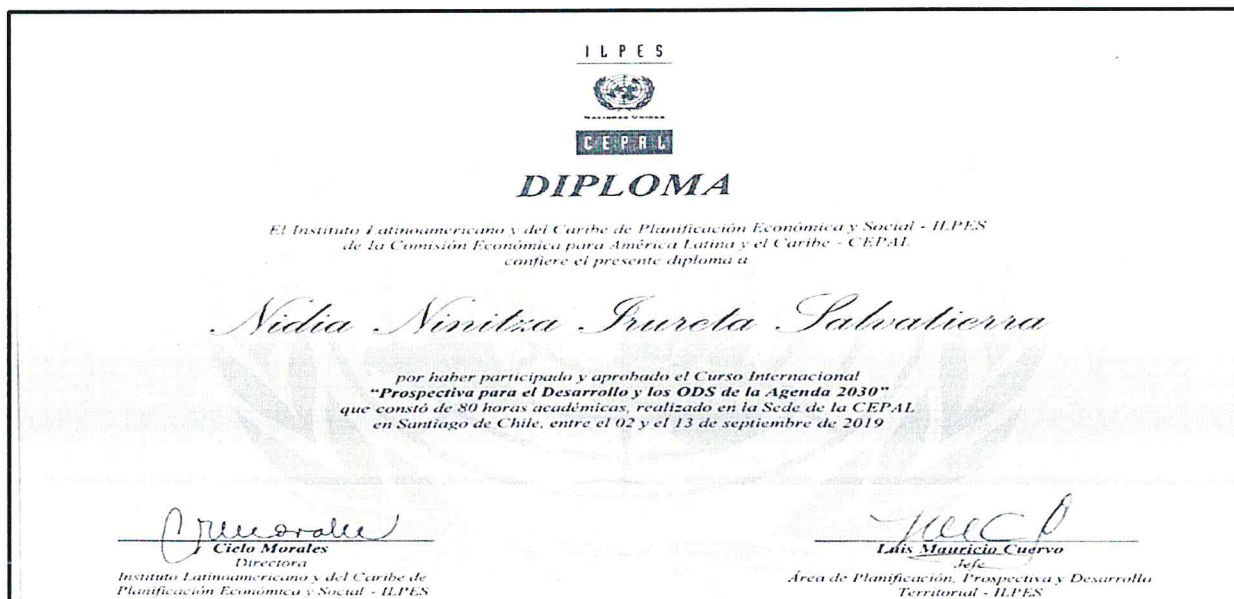 ILPES
NACIONES UNIDAS
CEPAL
DIPLOMA
El Instituto Latinoamericano y del Caribe de Planificación Económica y Social - ILPES
de la Comisión Económica para América Latina y el Caribe - CEPAL
confiere el presente diploma a
Nidia Ninitza Irureta Salvatierra
por haber participado y aprobado el Curso Internacional
"Prospectiva para el Desarrollo y los ODS de la Agenda 2030"
que constó de 80 horas académicas, realizado en la Sede de la CEPAL
en Santiago de Chile, entre el 02 y el 13 de septiembre de 2019
Cielo Morales
Directora
Instituto Latinoamericano y del Caribe de
Planificación Económica y Social - ILPES
Luis Mauricio Cuervo
Jefe
Área de Planificación, Prospectiva y Desarrollo
Territorial - ILPES